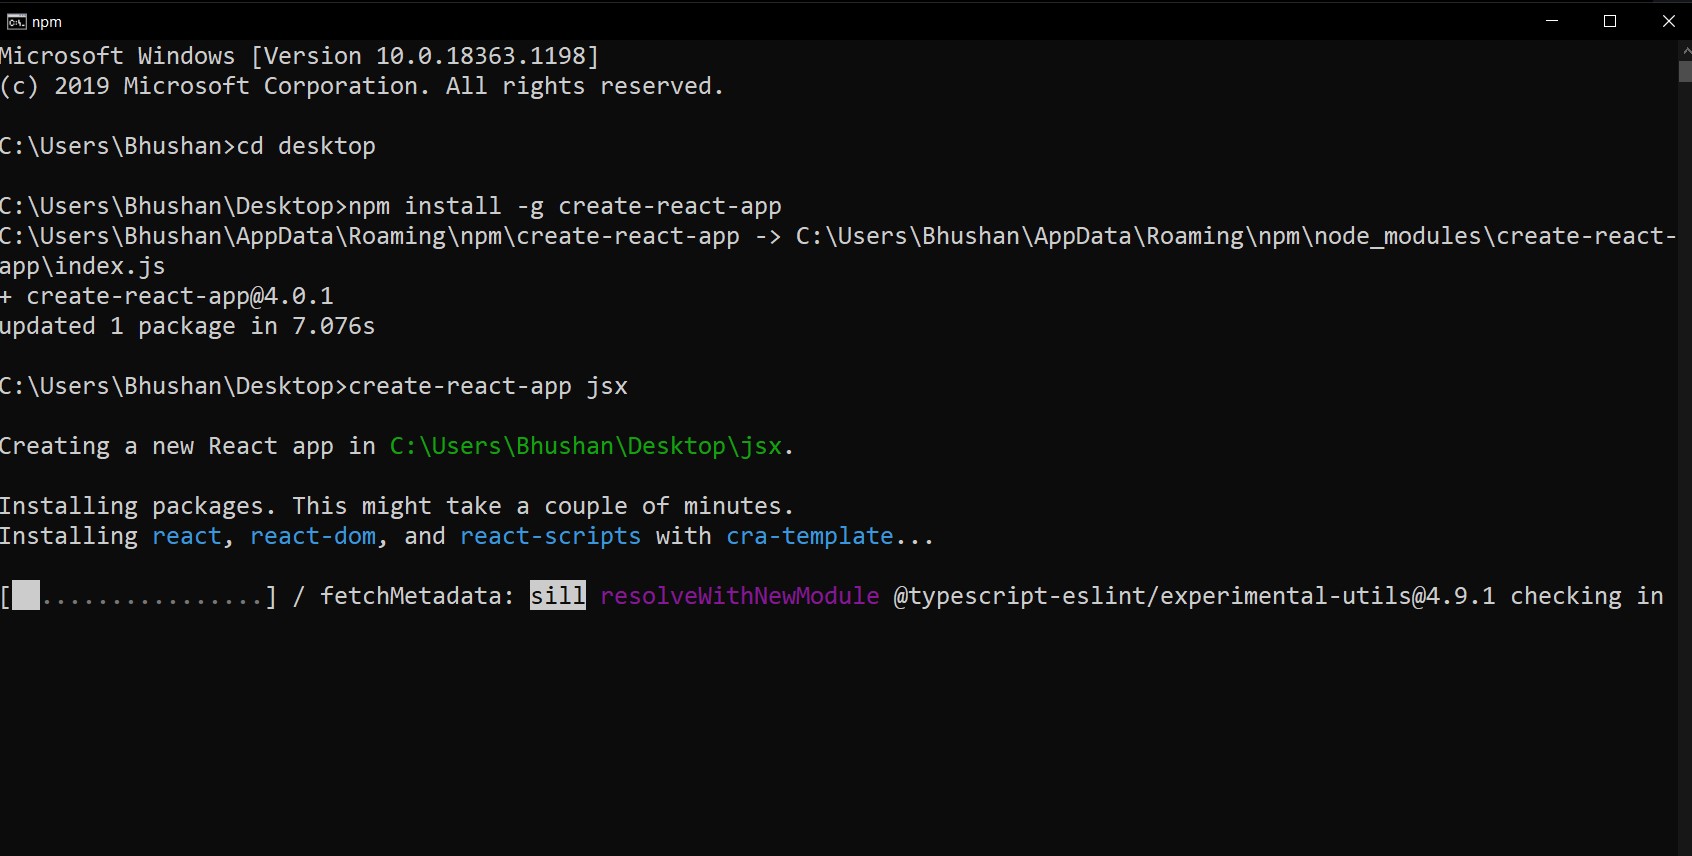 npm
Microsoft Windows [Version 10.0.18363.1198]
(c) 2019 Microsoft Corporation. All rights reserved.
C:\Users\Bhushan>cd desktop
C:\Users\Bhushan\Desktop>npm install -g create-react-app
C:\Users\Bhushan\AppData\Roaming\npm\create-react-app -> C:\Users\Bhushan\AppData\Roaming\npm\node_modules\create-react-
app\index.js
+ create-react-app@4.0.1
updated 1 package in 7.076s
C:\Users\Bhushan\Desktop>create-react-app jsx
Creating a new React app in C:\Users\Bhushan\Desktop\jsx.
Installing packages. This might take a couple of minutes.
Installing react, react-dom, and react-scripts with cra-template...
[  ................] / fetchMetadata: sill resolveWithNewModule @typescript-eslint/experimental-utils@4.9.1 checking in